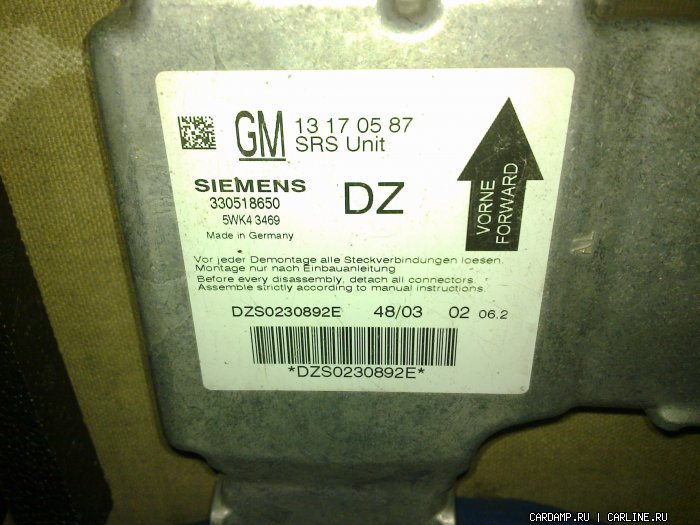 GM 13 17 05 87
SRS Unit
SIEMENS
330518650
5WK4 3469
Made in Germany
DZ
VORNE
FORWARD
Vor jeder Demontage alle Steckverbindungen loesen.
Montage nur nach Einbauanleitung
Before every disassembly, detach all connectors.
Assemble strictly according to manual instructions.
DZS0230892E 48/03 02 06.2
*DZS0230892E*
CARDAMP.RU | CARLINE.RU